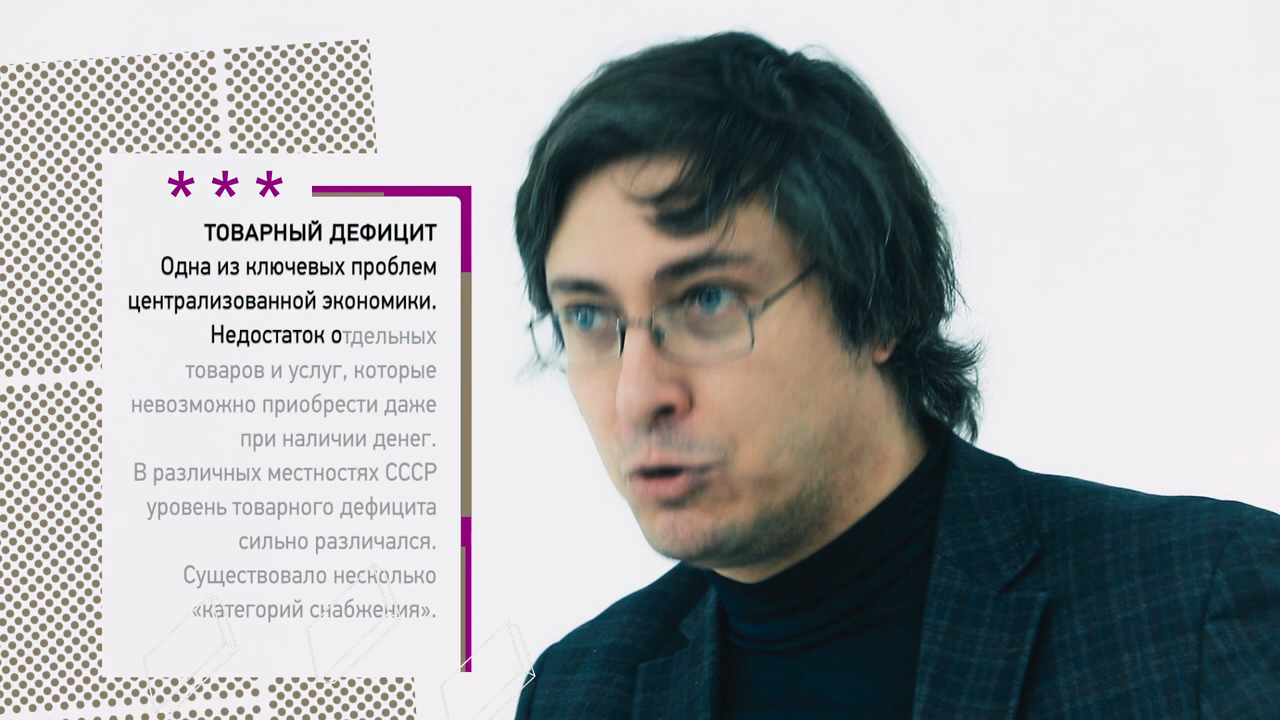 ***
ТОВАРНЫЙ ДЕФИЦИТ
Одна из ключевых проблем
централизованной экономики.
Недостаток отдельных
товаров и услуг, которые
невозможно приобрести даже
при наличии денег.
В различных местностях СССР
уровень товарного дефицита
сильно различался.
Существовало несколько
«категорий снабжения».